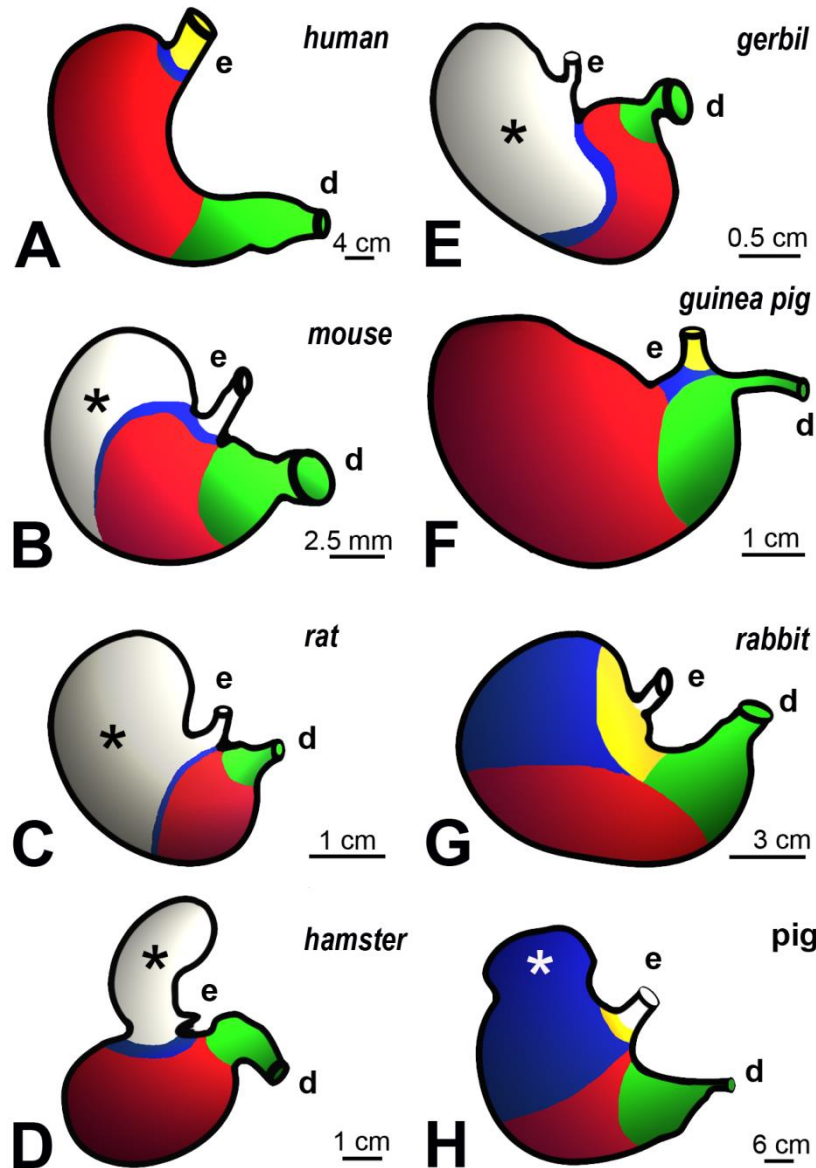 human
e
d
A
4 cm
mouse
*
e
d
B
2.5 mm
rat
*
e
d
C
1 cm
hamster
*
e
d
D
1 cm
gerbil
e
*
d
E
0.5 cm
guinea pig
e
d
F
1 cm
rabbit
e
d
G
3 cm
pig
*
e
d
H
6 cm